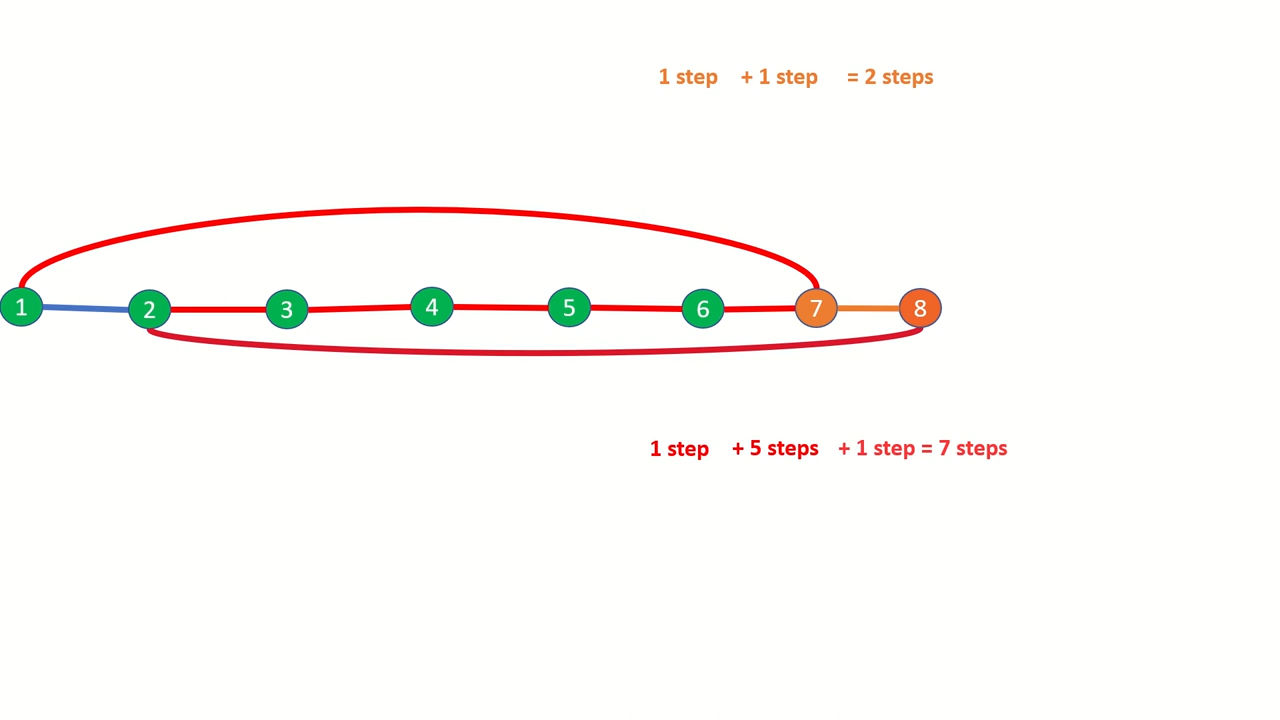 1 step + 1 step = 2 steps
1 2 3 4 5 6 7 8
1 step + 5 steps + 1 step = 7 steps